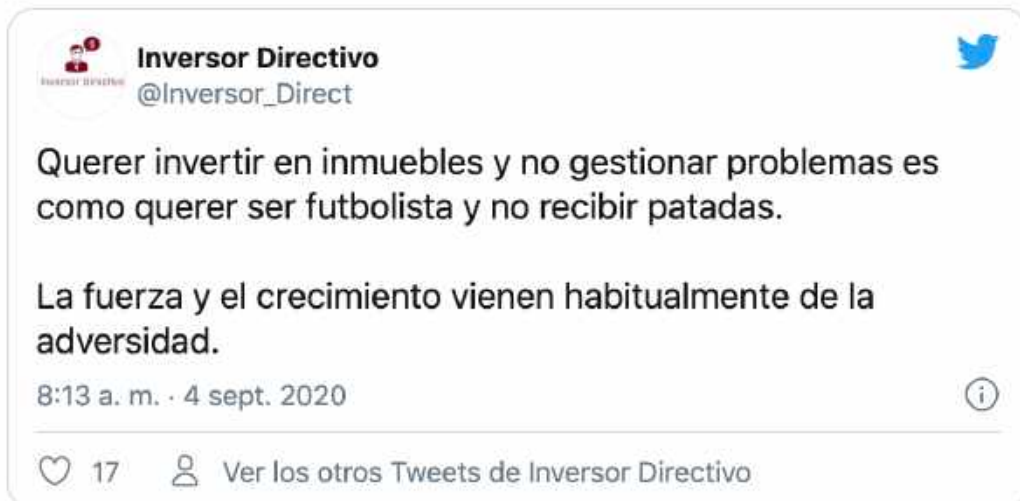 Inversor Directivo
@Inversor_Direct
Querer invertir en inmuebles y no gestionar problemas es
como querer ser futbolista y no recibir patadas.
La fuerza y el crecimiento vienen habitualmente de la
adversidad.
8:13 a. m. · 4 sept. 2020
17
Ver los otros Tweets de Inversor Directivo